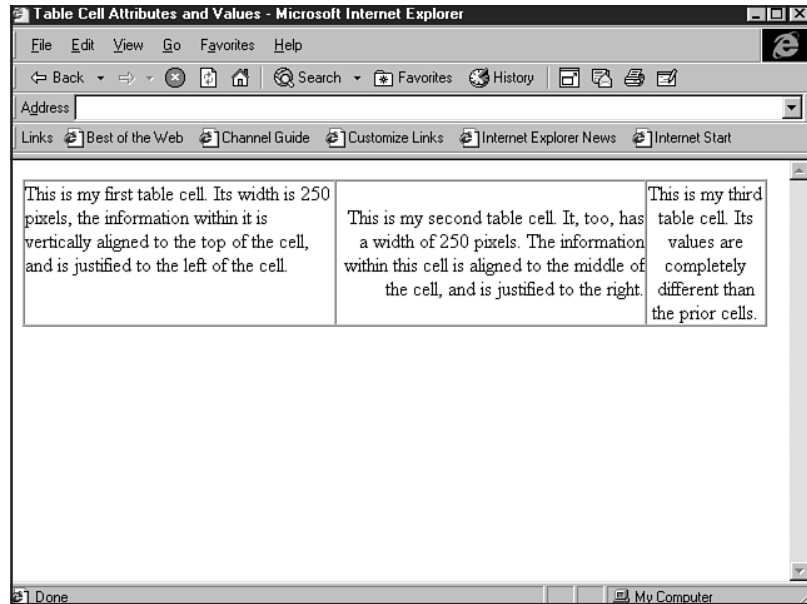 Table Cell Attributes and Values - Microsoft Internet Explorer
File Edit View Go Favorites Help
Back Search Favorites History
Address
Links Best of the Web Channel Guide Customize Links Internet Explorer News Internet Start
This is my first table cell. Its width is 250
pixels, the information within it is
vertically aligned to the top of the cell,
and is justified to the left of the cell.
This is my second table cell. It, too, has
a width of 250 pixels. The information
within this cell is aligned to the middle of
the cell, and is justified to the right.
This is my third
table cell. Its
values are
completely
different than
the prior cells.
Done My Computer